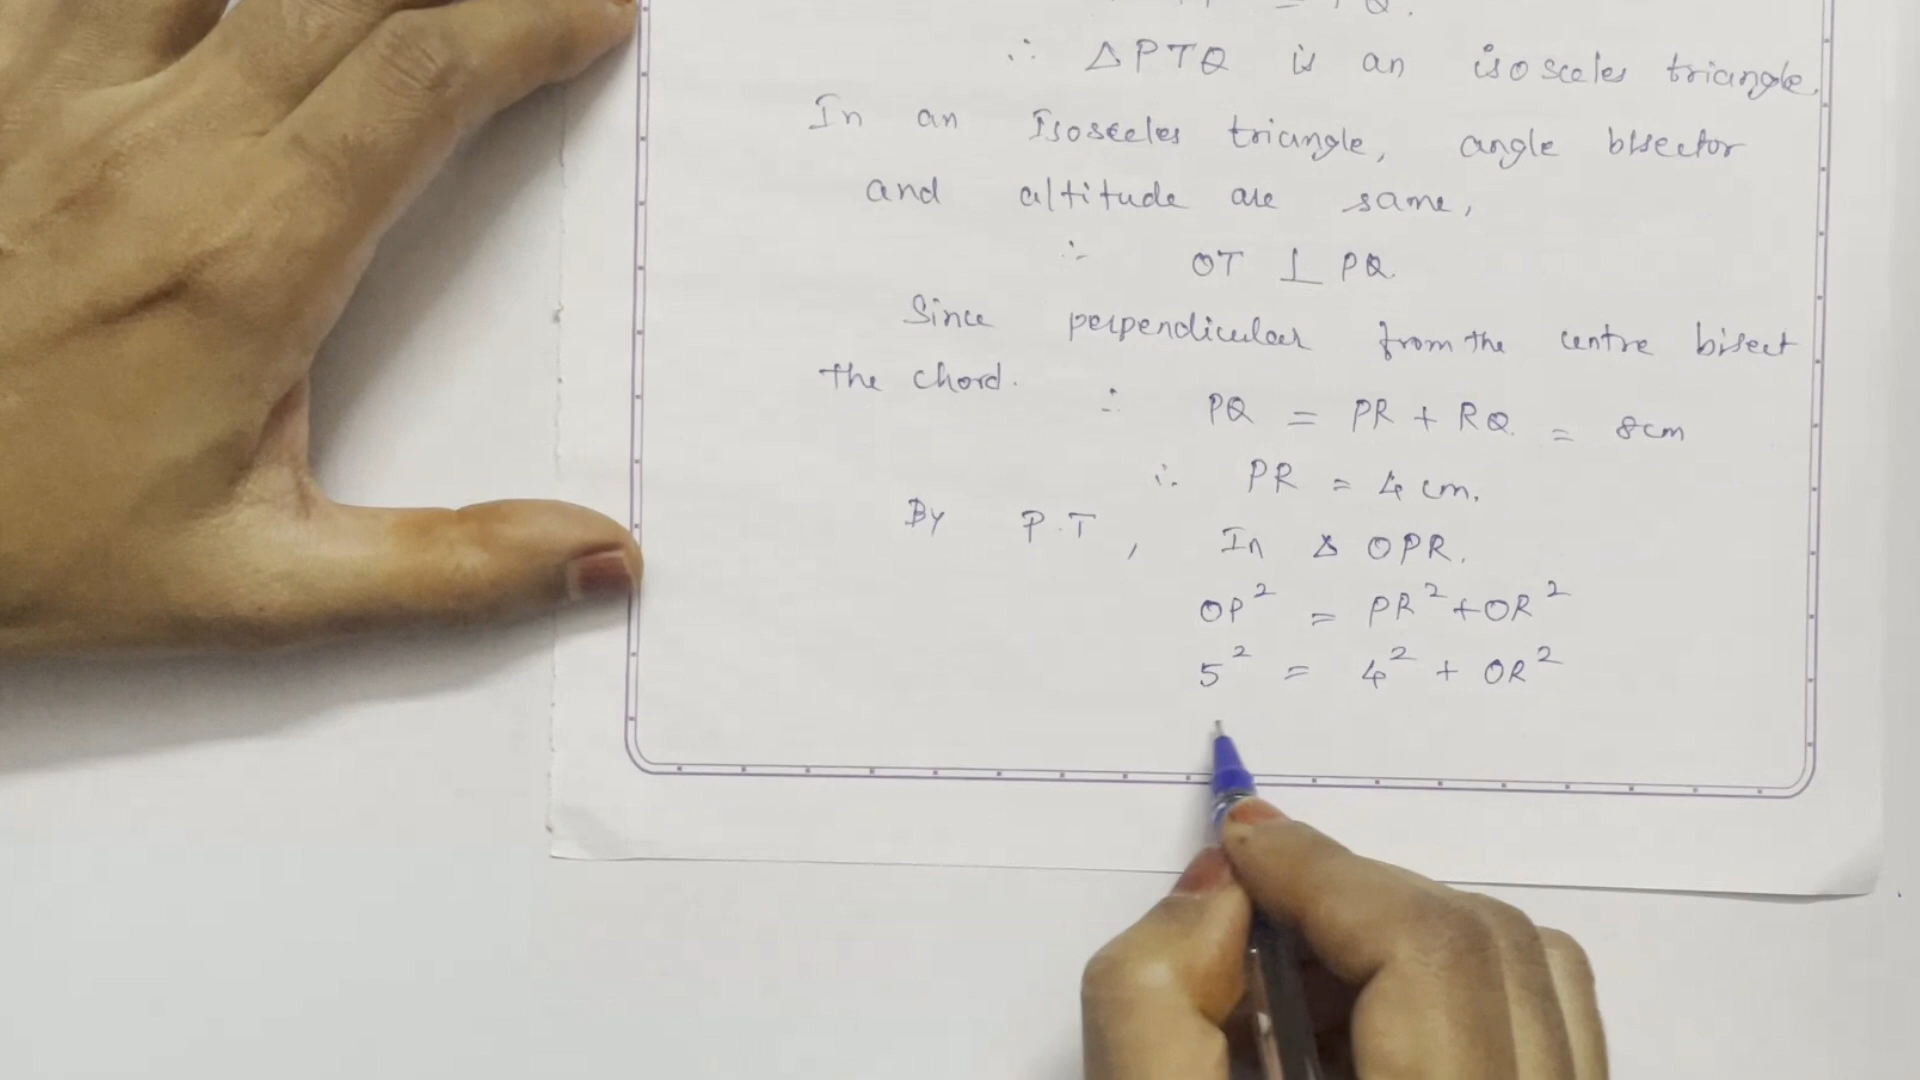 ∴ △PTQ is an isosceles triangle.
In an Isosceles triangle, angle bisector
and altitude are same,
∴ OT ⊥ PQ.
Since perpendicular from the centre bisect
the chord. ∴ PQ = PR + RQ. = 8cm
∴ PR = 4 cm.
By P.T, In △ OPR.
OP² = PR² + OR²
5² = 4² + OR²